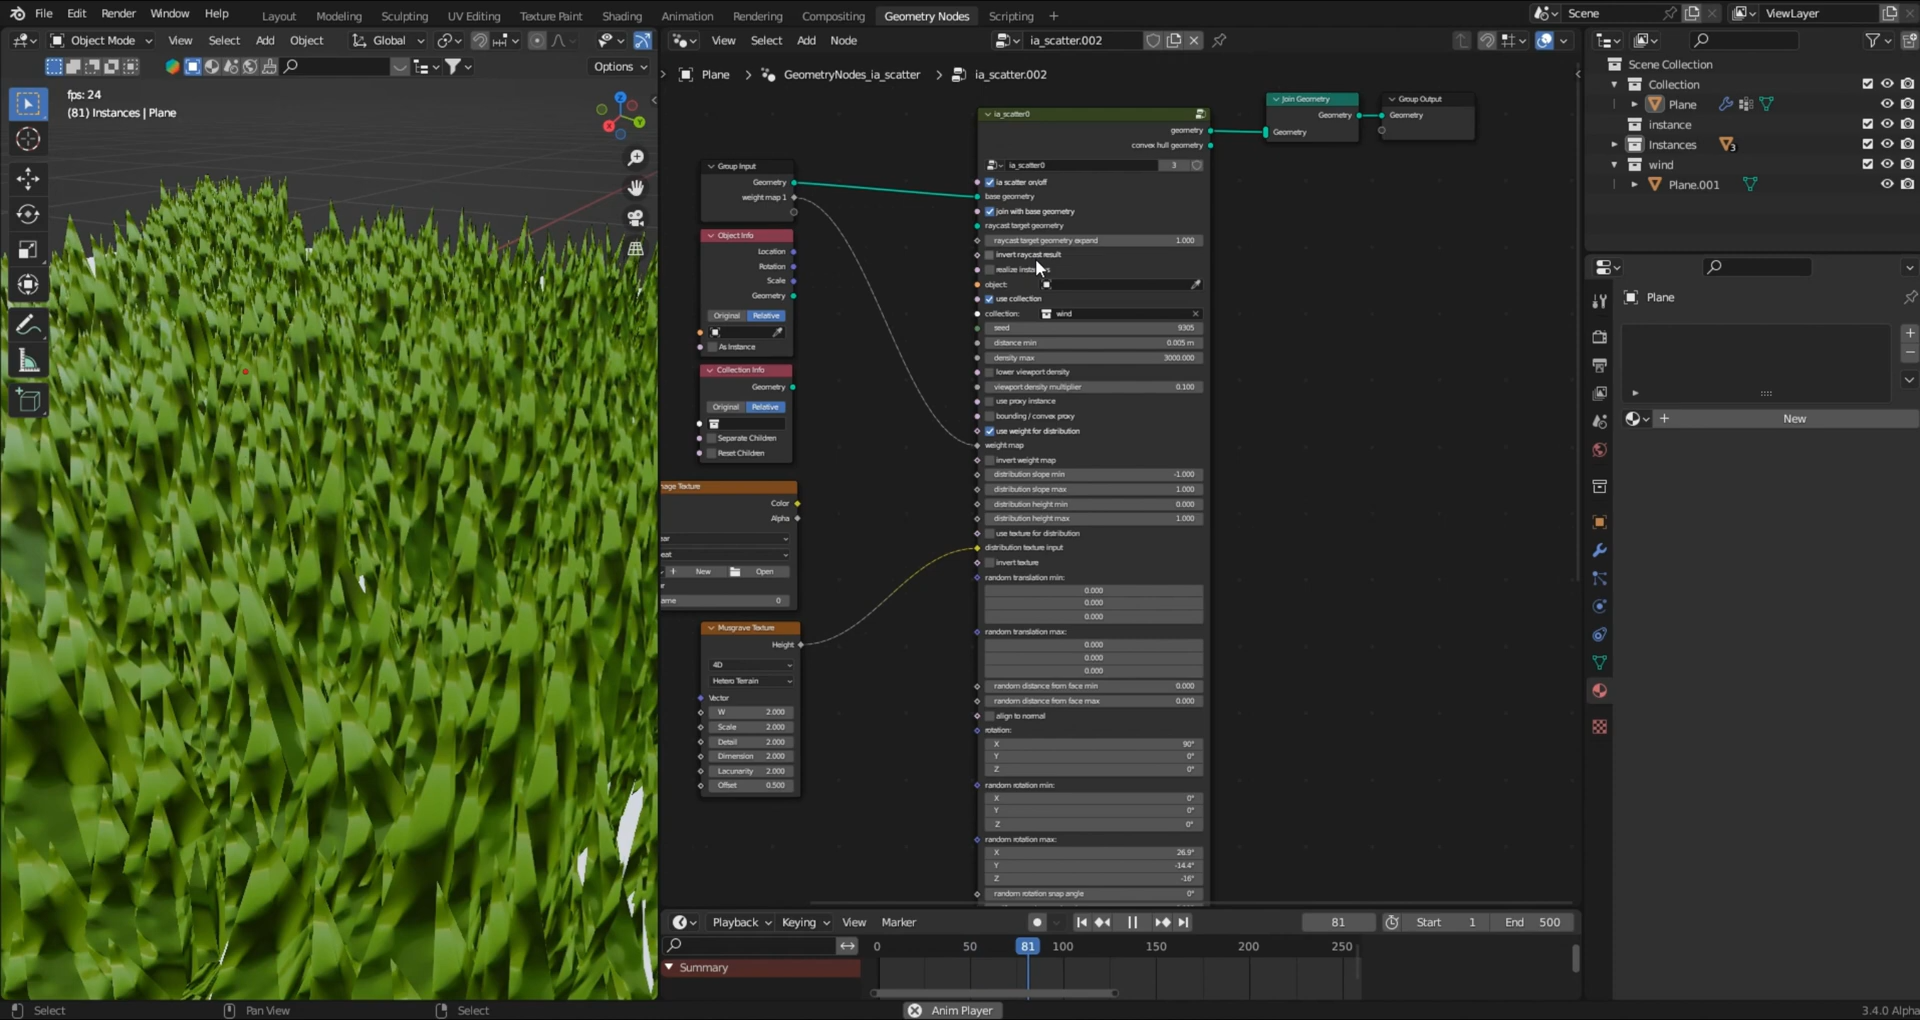 File Edit Render Window Help Layout Modeling Sculpting UV Editing Texture Paint Shading Animation Rendering Compositing Geometry Nodes Scripting + Scene ViewLayer
Object Mode View Select Add Object Global View Select Add Node ia_scatter.002
Options
Plane > GeometryNodes_ia_scatter > ia_scatter.002
fps: 24
(81) Instances | Plane
Scene Collection
Collection
Plane
instance
Instances 3
wind
Plane.001
Plane
+ New
Group Input
Geometry
weight map 1
Object Info
Location
Rotation
Scale
Geometry
Original Relative
As Instance
Collection Info
Geometry
Original Relative
Separate Children
Reset Children
nage Texture
Color
Alpha
ar
eat
New Open
ame 0
Musgrave Texture
Height
4D
Hetero Terrain
Vector
W 2.000
Scale 2.000
Detail 2.000
Dimension 2.000
Lacunarity 2.000
Offset 0.500
ia_scatter0
geometry
convex hull geometry
ia_scatter0 3
ia scatter on/off
base geometry
join with base geometry
raycast target geometry
raycast target geometry expand 1.000
invert raycast result
realize
object:
use collection
collection: wind
seed 9305
distance min 0.005 m
density max 3000.000
lower viewport density
viewport density multiplier 0.100
use proxy instance
bounding / convex proxy
use weight for distribution
weight map
invert weight map
distribution slope min -1.000
distribution slope max 1.000
distribution height min 0.000
distribution height max 1.000
use texture for distribution
distribution texture input
invert texture
random translation min:
0.000
0.000
0.000
random translation max:
0.000
0.000
0.000
random distance from face min 0.000
random distance from face max 0.000
align to normal
rotation:
X 90°
Y 0°
Z 0°
random rotation min:
X 0°
Y 0°
Z 0°
random rotation max:
X 26.9°
Y -14.4°
Z -16°
random rotation snap angle 0°
Join Geometry
Geometry
Geometry
Group Output
Geometry
Playback Keying View Marker 81 Start 1 End 500
0 50 81 100 150 200 250
Summary
Select Pan View Select Anim Player 3.4.0 Alpha